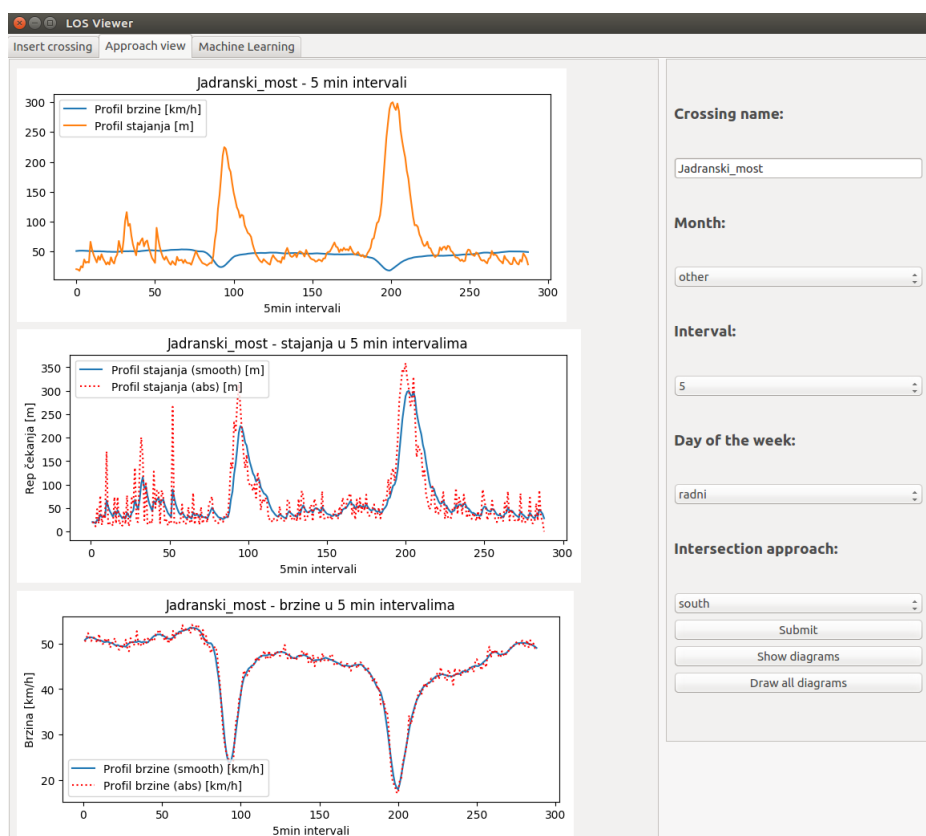 LOS Viewer
Insert crossing Approach view Machine Learning
Jadranski_most - 5 min intervali
Profil brzine [km/h]
Profil stajanja [m]
300
250
200
150
100
50
0 50 100 150 200 250 300
5min intervali
Jadranski_most - stajanja u 5 min intervalima
Profil stajanja (smooth) [m]
Profil stajanja (abs) [m]
Rep čekanja [m]
350
300
250
200
150
100
50
0
0 50 100 150 200 250 300
5min intervali
Jadranski_most - brzine u 5 min intervalima
Brzina [km/h]
50
40
30
20
Profil brzine (smooth) [km/h]
Profil brzine (abs) [km/h]
0 50 100 150 200 250 300
5min intervali
Crossing name:
Jadranski_most
Month:
other
Interval:
5
Day of the week:
radni
Intersection approach:
south
Submit
Show diagrams
Draw all diagrams